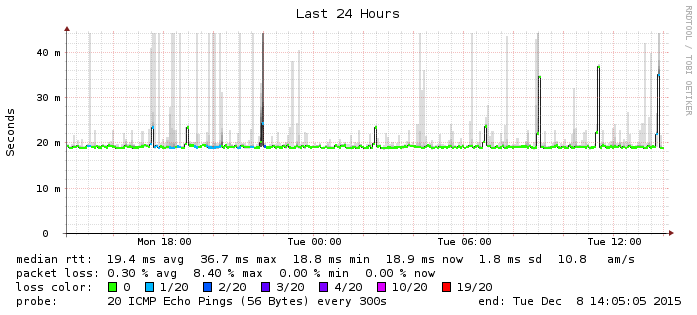 Last 24 Hours
RRDTOOL / TOBI OETIKER
Seconds
40 m
30 m
20 m
10 m
0
Mon 18:00 Tue 00:00 Tue 06:00 Tue 12:00
median rtt: 19.4 ms avg 36.7 ms max 18.8 ms min 18.9 ms now 1.8 ms sd 10.8 am/s
packet loss: 0.30 % avg 8.40 % max 0.00 % min 0.00 % now
loss color: 0 1/20 2/20 3/20 4/20 10/20 19/20
probe: 20 ICMP Echo Pings (56 Bytes) every 300s end: Tue Dec 8 14:05:05 2015